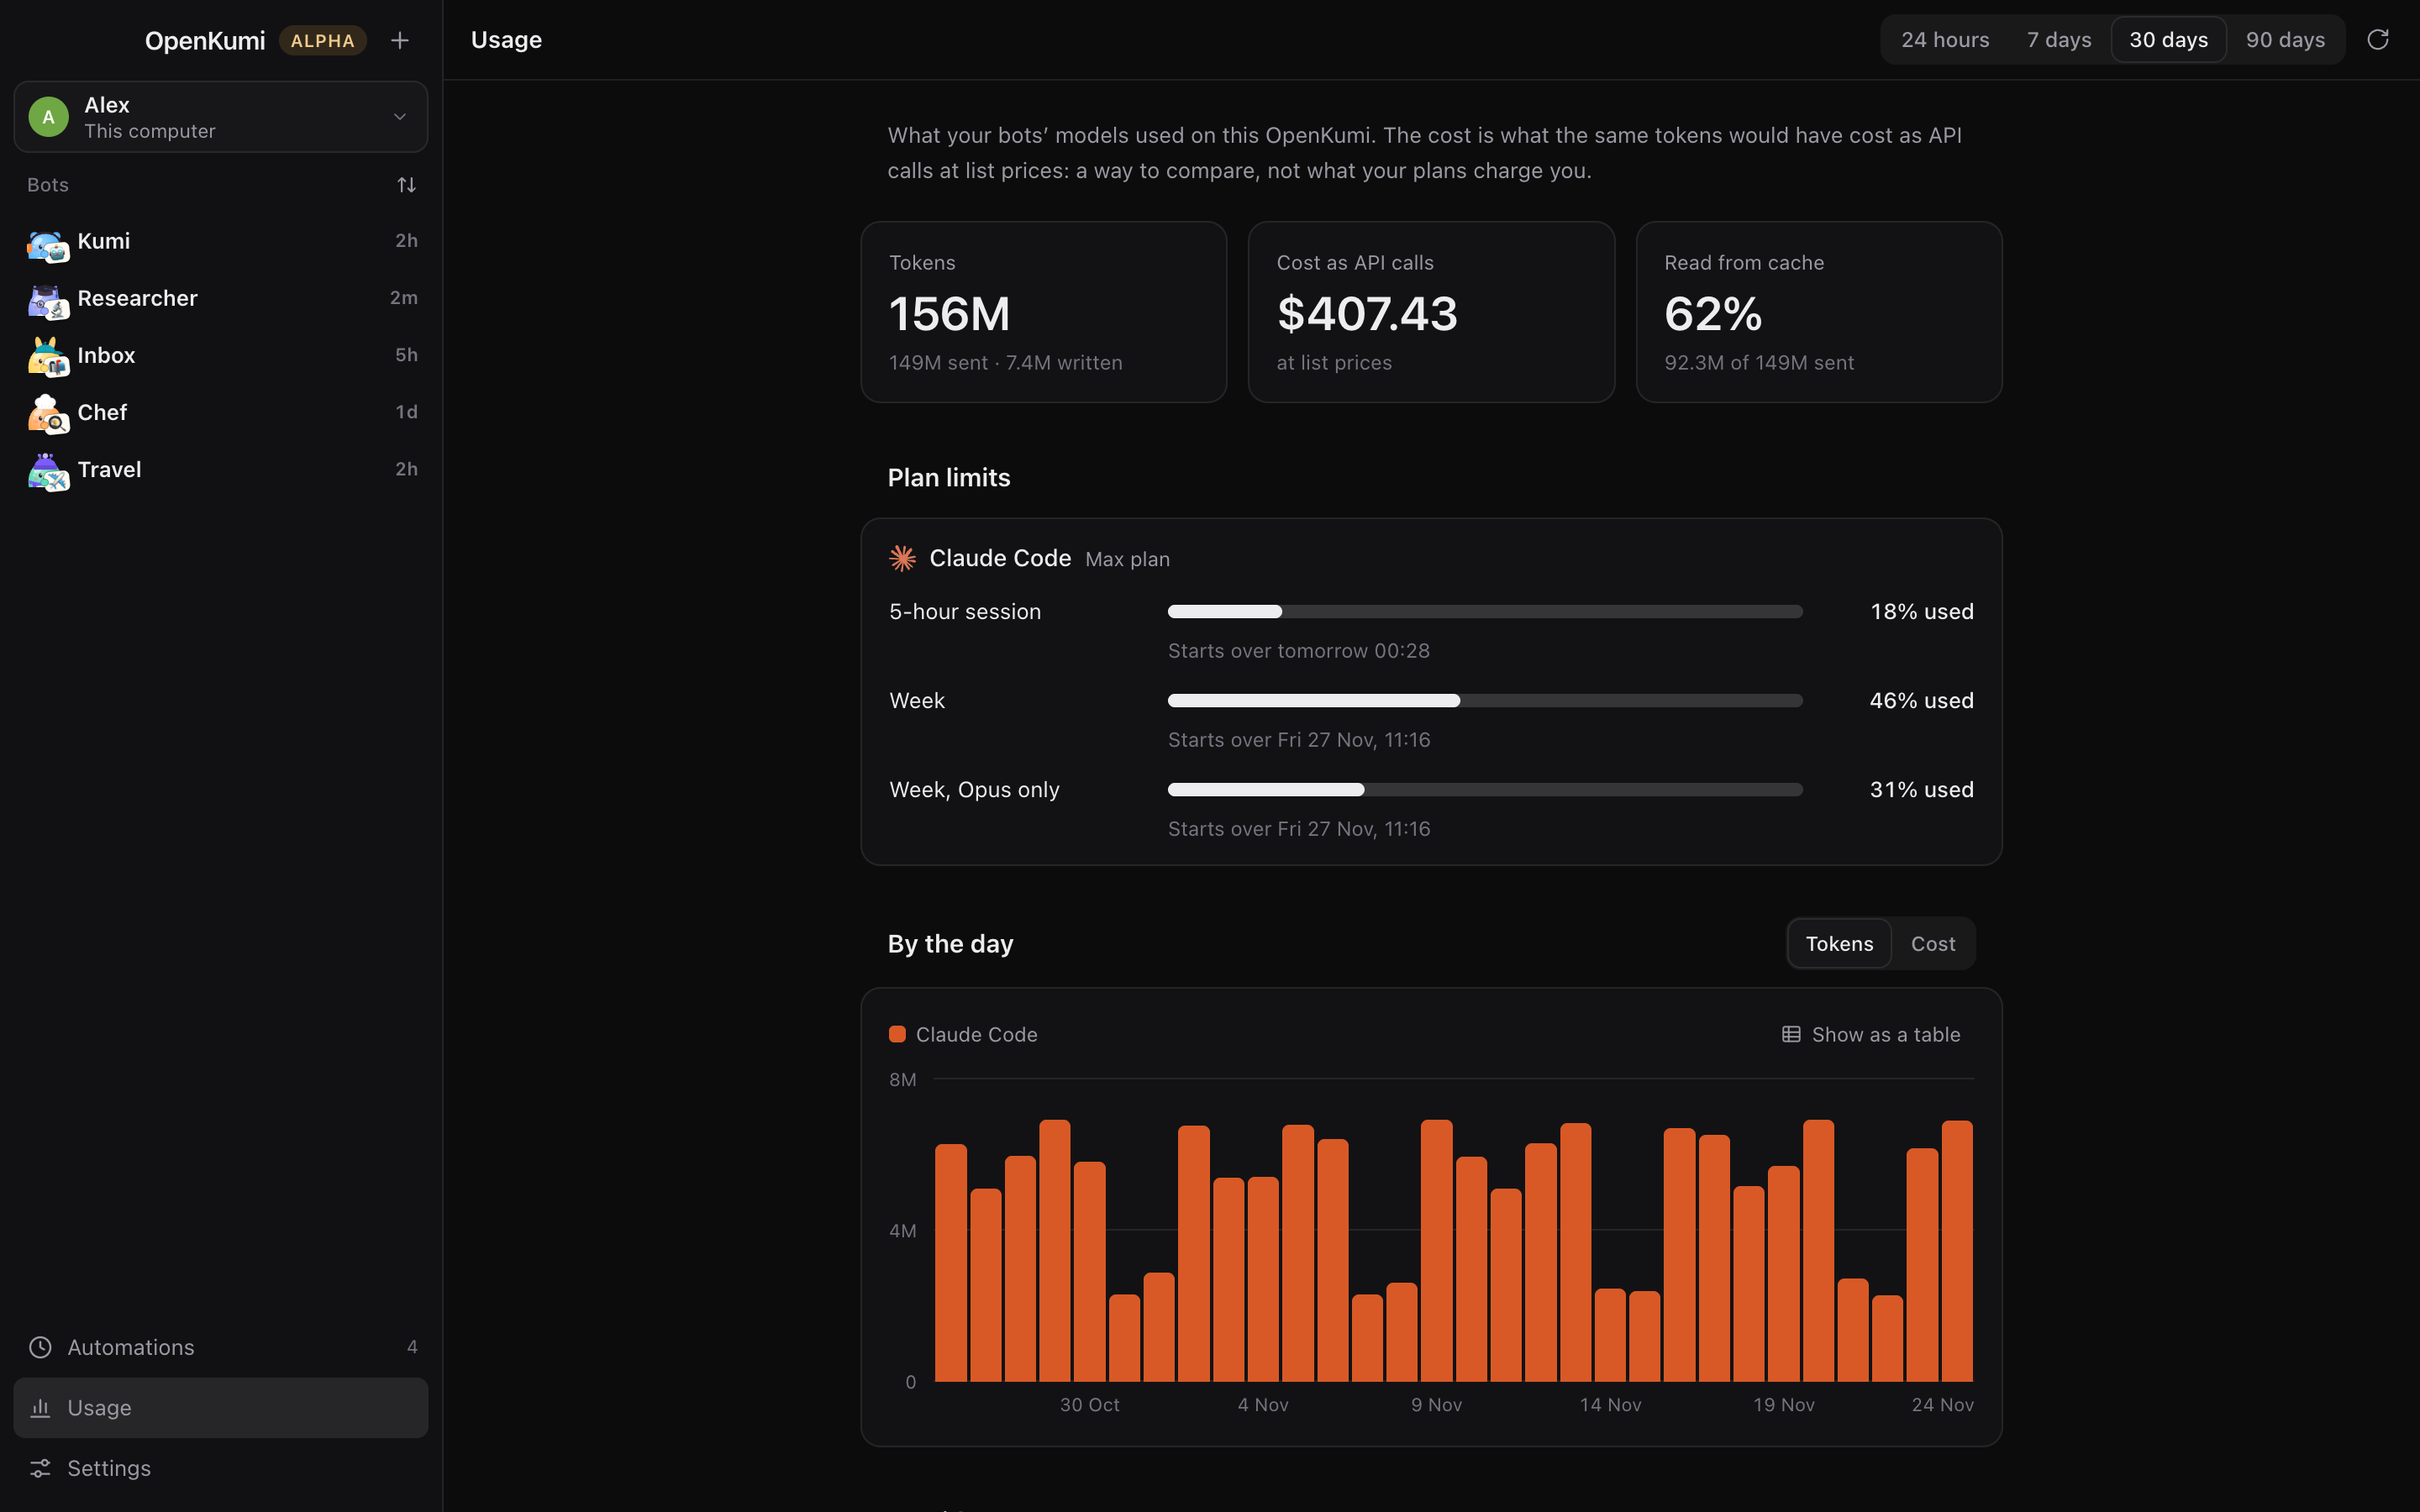 OpenKumi ALPHA
A
Alex
This computer
Bots
Kumi 2h
Researcher 2m
Inbox 5h
Chef 1d
Travel 2h
Automations 4
Usage
Settings
Usage
24 hours 7 days 30 days 90 days
What your bots’ models used on this OpenKumi. The cost is what the same tokens would have cost as API
calls at list prices: a way to compare, not what your plans charge you.
Tokens
156M
149M sent · 7.4M written
Cost as API calls
$407.43
at list prices
Read from cache
62%
92.3M of 149M sent
Plan limits
Claude Code Max plan
5-hour session 18% used
Starts over tomorrow 00:28
Week 46% used
Starts over Fri 27 Nov, 11:16
Week, Opus only 31% used
Starts over Fri 27 Nov, 11:16
By the day Tokens Cost
Claude Code Show as a table
8M
4M
0
30 Oct 4 Nov 9 Nov 14 Nov 19 Nov 24 Nov